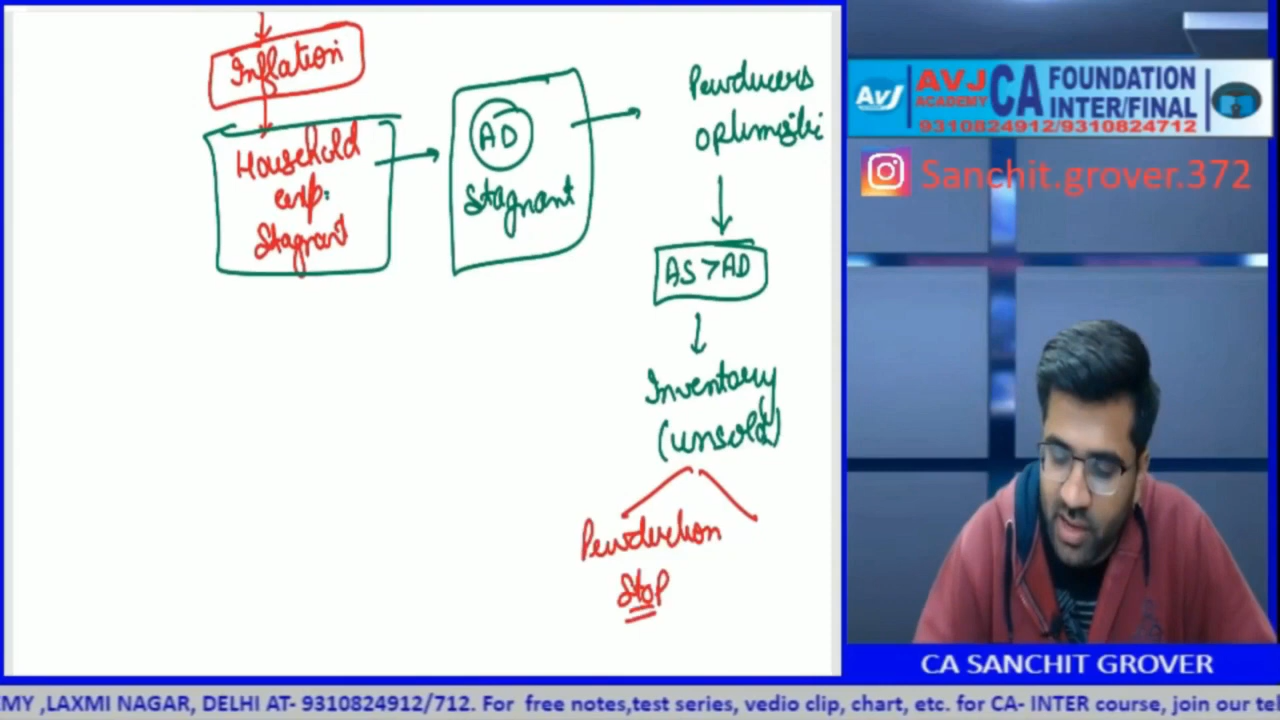 Inflation
Household
exp.
Stagnant
AD
Stagnant
Producers
optimistic
AS > AD
Inventory
(unsold)
Production
Stop
AVJ
AVJ
ACADEMY
CA
FOUNDATION
INTER/FINAL
9310824912/9310824712
Sanchit.grover.372
CA SANCHIT GROVER
EMY ,LAXMI NAGAR, DELHI AT- 9310824912/712. For free notes,test series, vedio clip, chart, etc. for CA- INTER course, join our tel